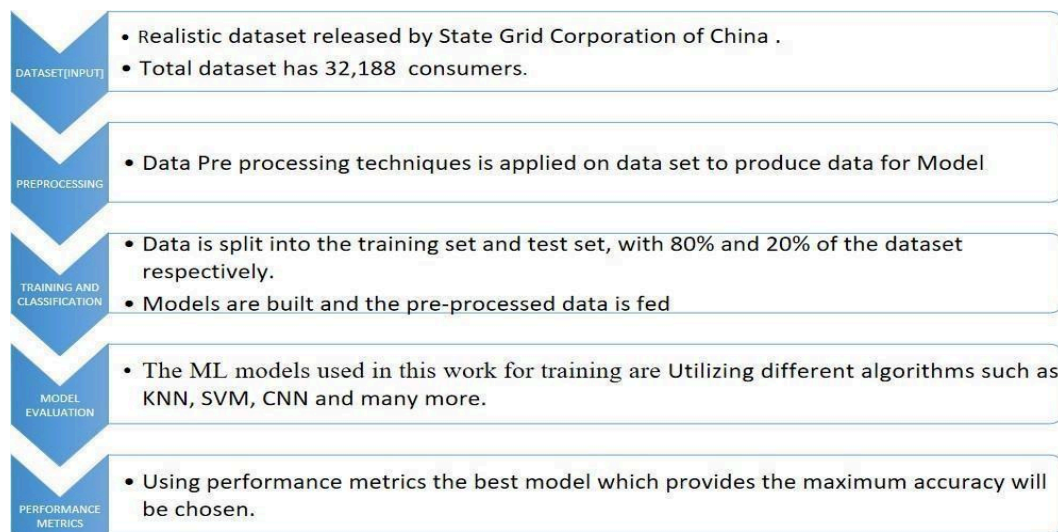 DATASET[INPUT]
• Realistic dataset released by State Grid Corporation of China .
• Total dataset has 32,188 consumers.
PREPROCESSING
• Data Pre processing techniques is applied on data set to produce data for Model
TRAINING AND
CLASSIFICATION
• Data is split into the training set and test set, with 80% and 20% of the dataset
respectively.
• Models are built and the pre-processed data is fed
MODEL
EVALUATION
• The ML models used in this work for training are Utilizing different algorithms such as
KNN, SVM, CNN and many more.
PERFORMANCE
METRICS
• Using performance metrics the best model which provides the maximum accuracy will
be chosen.